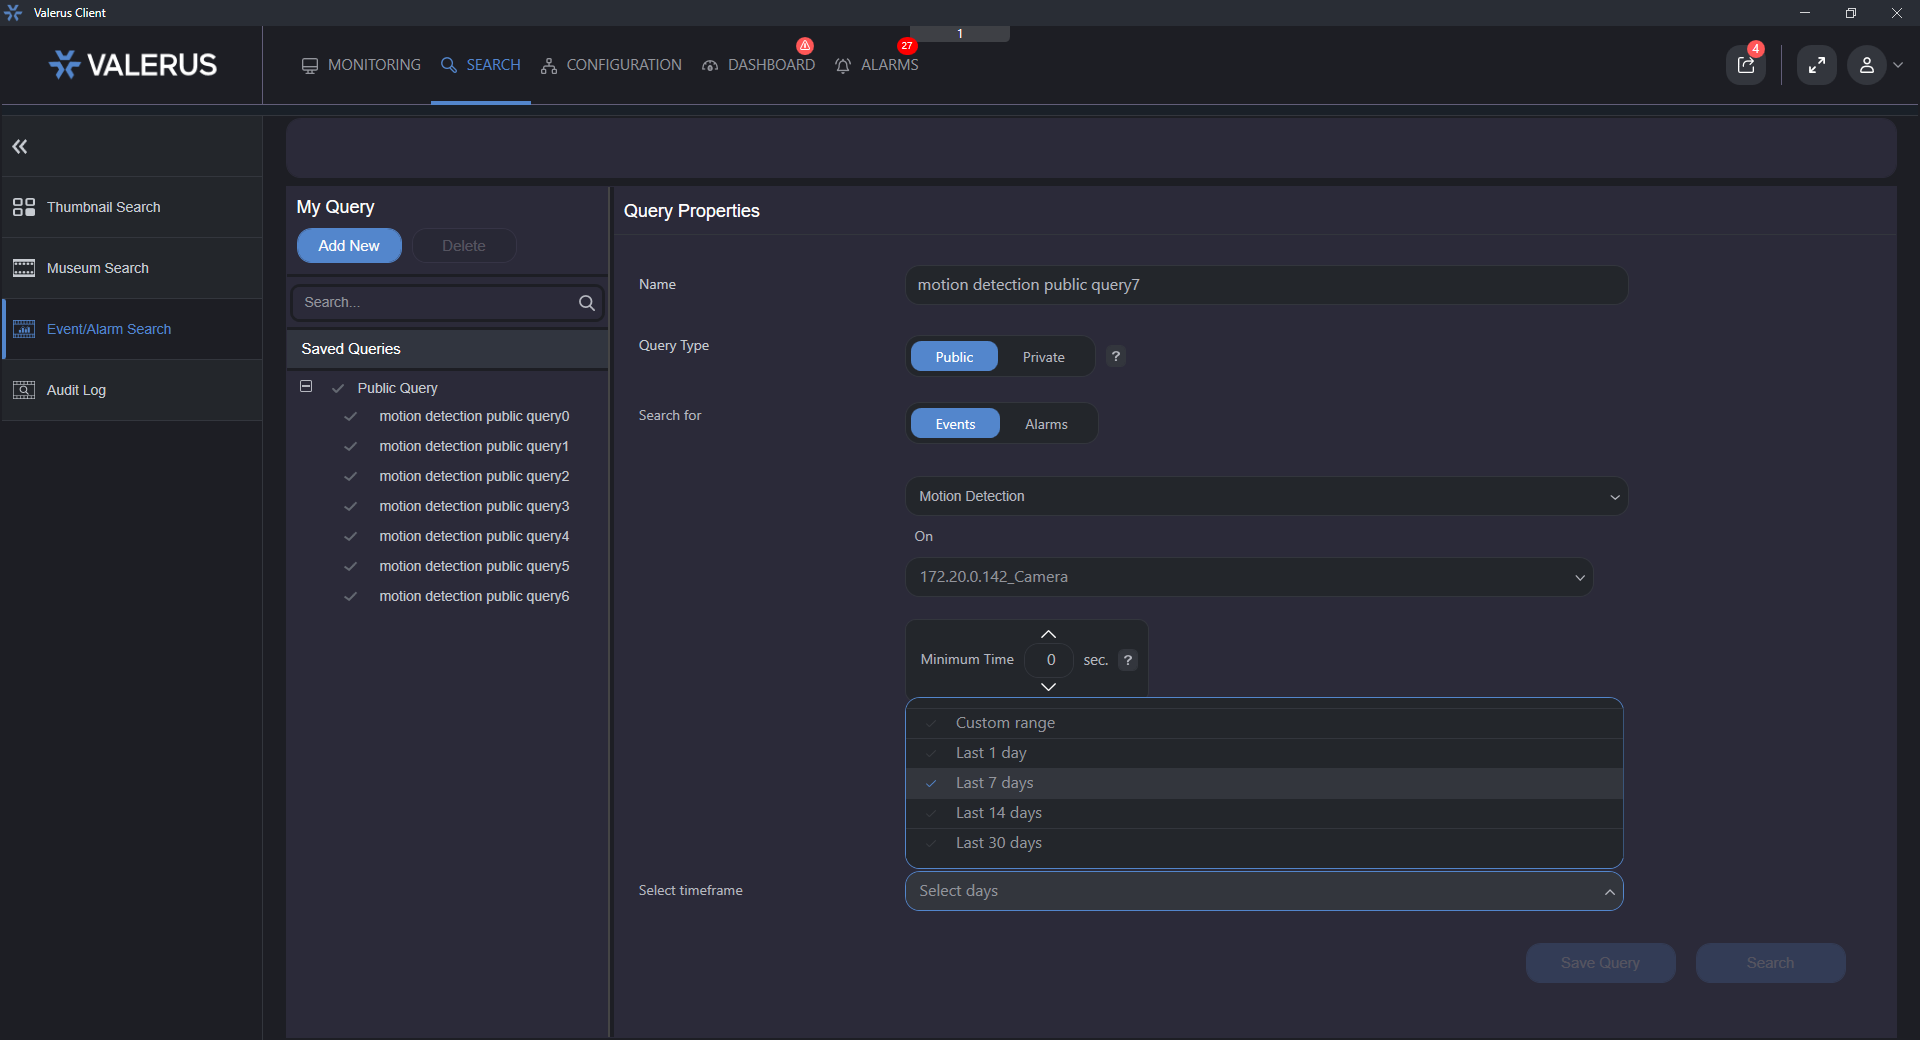 Valerus Client
VALERUS
MONITORING
SEARCH
CONFIGURATION
DASHBOARD
27
ALARMS
1
4
Thumbnail Search
Museum Search
Event/Alarm Search
Audit Log
My Query
Add New
Delete
Search...
Saved Queries
Public Query
motion detection public query0
motion detection public query1
motion detection public query2
motion detection public query3
motion detection public query4
motion detection public query5
motion detection public query6
Query Properties
Name
motion detection public query7
Query Type
Public
Private
?
Search for
Events
Alarms
Motion Detection
On
172.20.0.142_Camera
Minimum Time
0
sec.
?
Custom range
Last 1 day
Last 7 days
Last 14 days
Last 30 days
Select timeframe
Select days
Save Query
Search